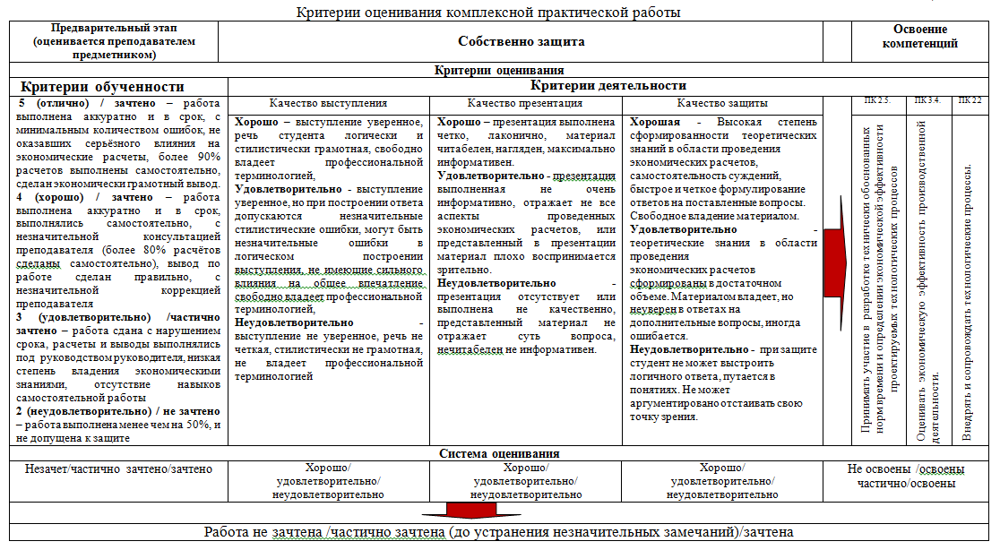 Критерии оценивания комплексной практической работы
Предварительный этап
(оценивается преподавателем
предметником)
Собственно защита
Освоение
компетенций
Критерии оценивания
Критерии обученности
Критерии деятельности
5 (отлично) / зачтено – работа
выполнена аккуратно и в срок, с
минимальным количеством ошибок, не
оказавших серьёзного влияния на
экономические расчеты, более 90%
расчетов выполнены самостоятельно,
сделан экономически грамотный вывод.
4 (хорошо) / зачтено – работа
выполнена аккуратно и в срок,
выполнялись самостоятельно, с
незначительной консультацией
преподавателя (более 80% расчётов
сделаны самостоятельно), вывод по
работе сделан правильно, с
незначительной коррекцией
преподавателя
3 (удовлетворительно) /частично
зачтено – работа сдана с нарушением
срока, расчеты и выводы выполнялись
под руководством руководителя, низкая
степень владения экономическими
знаниями, отсутствие навыков
самостоятельной работы
2 (неудовлетворительно) / не зачтено
– работа выполнена менее чем на 50%, и
не допущена к защите
Качество выступления
Хорошо – выступление уверенное,
речь студента логически и
стилистически грамотная, свободно
владеет профессиональной
терминологией,
Удовлетворительно - выступление
уверенное, но при построении ответа
допускаются незначительные
стилистические ошибки, могут быть
незначительные ошибки в
логическом построении
выступления, не имеющие сильного
влияния на общее впечатление
свободно владеет профессиональной
терминологией,
Неудовлетворительно -
выступление не уверенное, речь не
четкая, стилистически не грамотная,
не владеет профессиональной
терминологией
Качество презентации
Хорошо – презентация выполнена
четко, лаконично, материал
читабелен, нагляден, максимально
информативен.
Удовлетворительно - презентация
выполненная не очень
информативно, отражает не все
аспекты проведенных
экономических расчетов, или
представленный в презентации
материал плохо воспринимается
зрительно.
Неудовлетворительно -
презентация отсутствует или
выполнена не качественно,
представленный материал не
отражает суть вопроса,
нечитабелен не информативен.
Качество защиты
Хорошая - Высокая степень
сформированности теоретических
знаний в области проведения
экономических расчетов,
самостоятельность суждений,
быстрое и четкое формулирование
ответов на поставленные вопросы.
Свободное владение материалом.
Удовлетворительно -
теоретические знания в области
проведения
экономических расчетов
сформированы в достаточном
объеме. Материалом владеет, но
неуверен в ответах на
дополнительные вопросы, иногда
ошибается.
Неудовлетворительно - при защите
студент не может выстроить
логичного ответа, путается в
понятиях. Не может
аргументировано отстаивать свою
точку зрения.
ПК 2.5.
ПК 3.4.
ПК 2.2
Принимать участие в разработке технически обоснованных
норм времени и определении экономической эффективности
проектируемых технологических процессов
Оценивать экономическую эффективность производственной
деятельности.
Внедрять и сопровождать технологические процессы.
Система оценивания
Незачет/частично зачтено/зачтено
Хорошо/
удовлетворительно/
неудовлетворительно
Хорошо/
удовлетворительно/
неудовлетворительно
Хорошо/
удовлетворительно/
неудовлетворительно
Не освоены /освоены
частично/освоены
Работа не зачтена /частично зачтена (до устранения незначительных замечаний)/зачтена